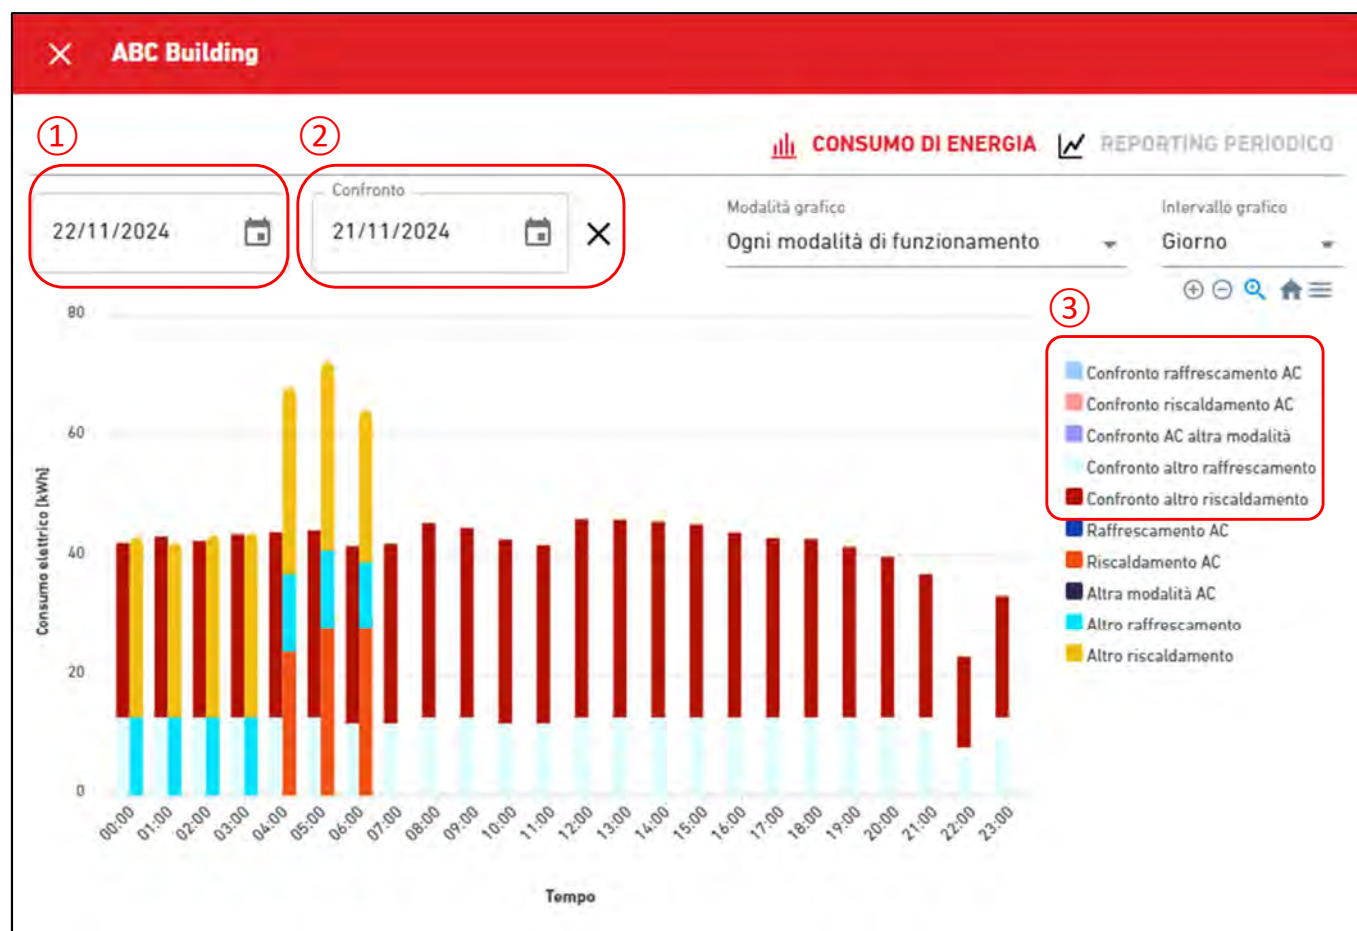 ABC Building
①
②
CONSUMO DI ENERGIA
REPORTING PERIODICO
Confronto
22/11/2024
21/11/2024
Modalità grafico
Ogni modalità di funzionamento
Intervallo grafico
Giorno
③
80
60
40
20
0
Consumo elettrico [kWh]
Confronto raffrescamento AC
Confronto riscaldamento AC
Confronto AC altra modalità
Confronto altro raffrescamento
Confronto altro riscaldamento
Raffrescamento AC
Riscaldamento AC
Altra modalità AC
Altro raffrescamento
Altro riscaldamento
00:00
01:00
02:00
03:00
04:00
05:00
06:00
07:00
08:00
09:00
10:00
11:00
12:00
13:00
14:00
15:00
16:00
17:00
18:00
19:00
20:00
21:00
22:00
23:00
Tempo